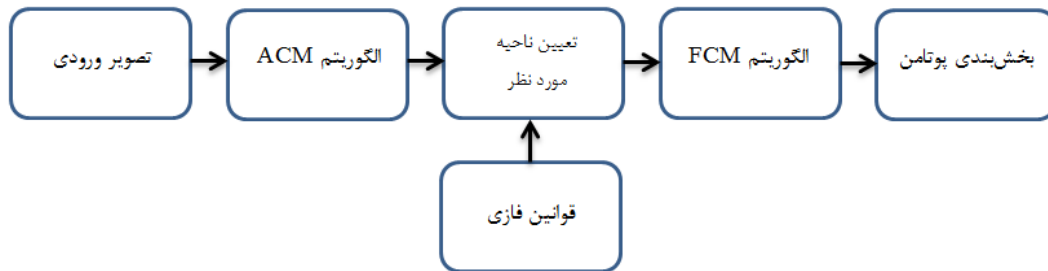 تصویر ورودی
الگوریتم ACM
تعیین ناحیه
مورد نظر
الگوریتم FCM
بخش‌بندی پوتامن
قوانین فازی